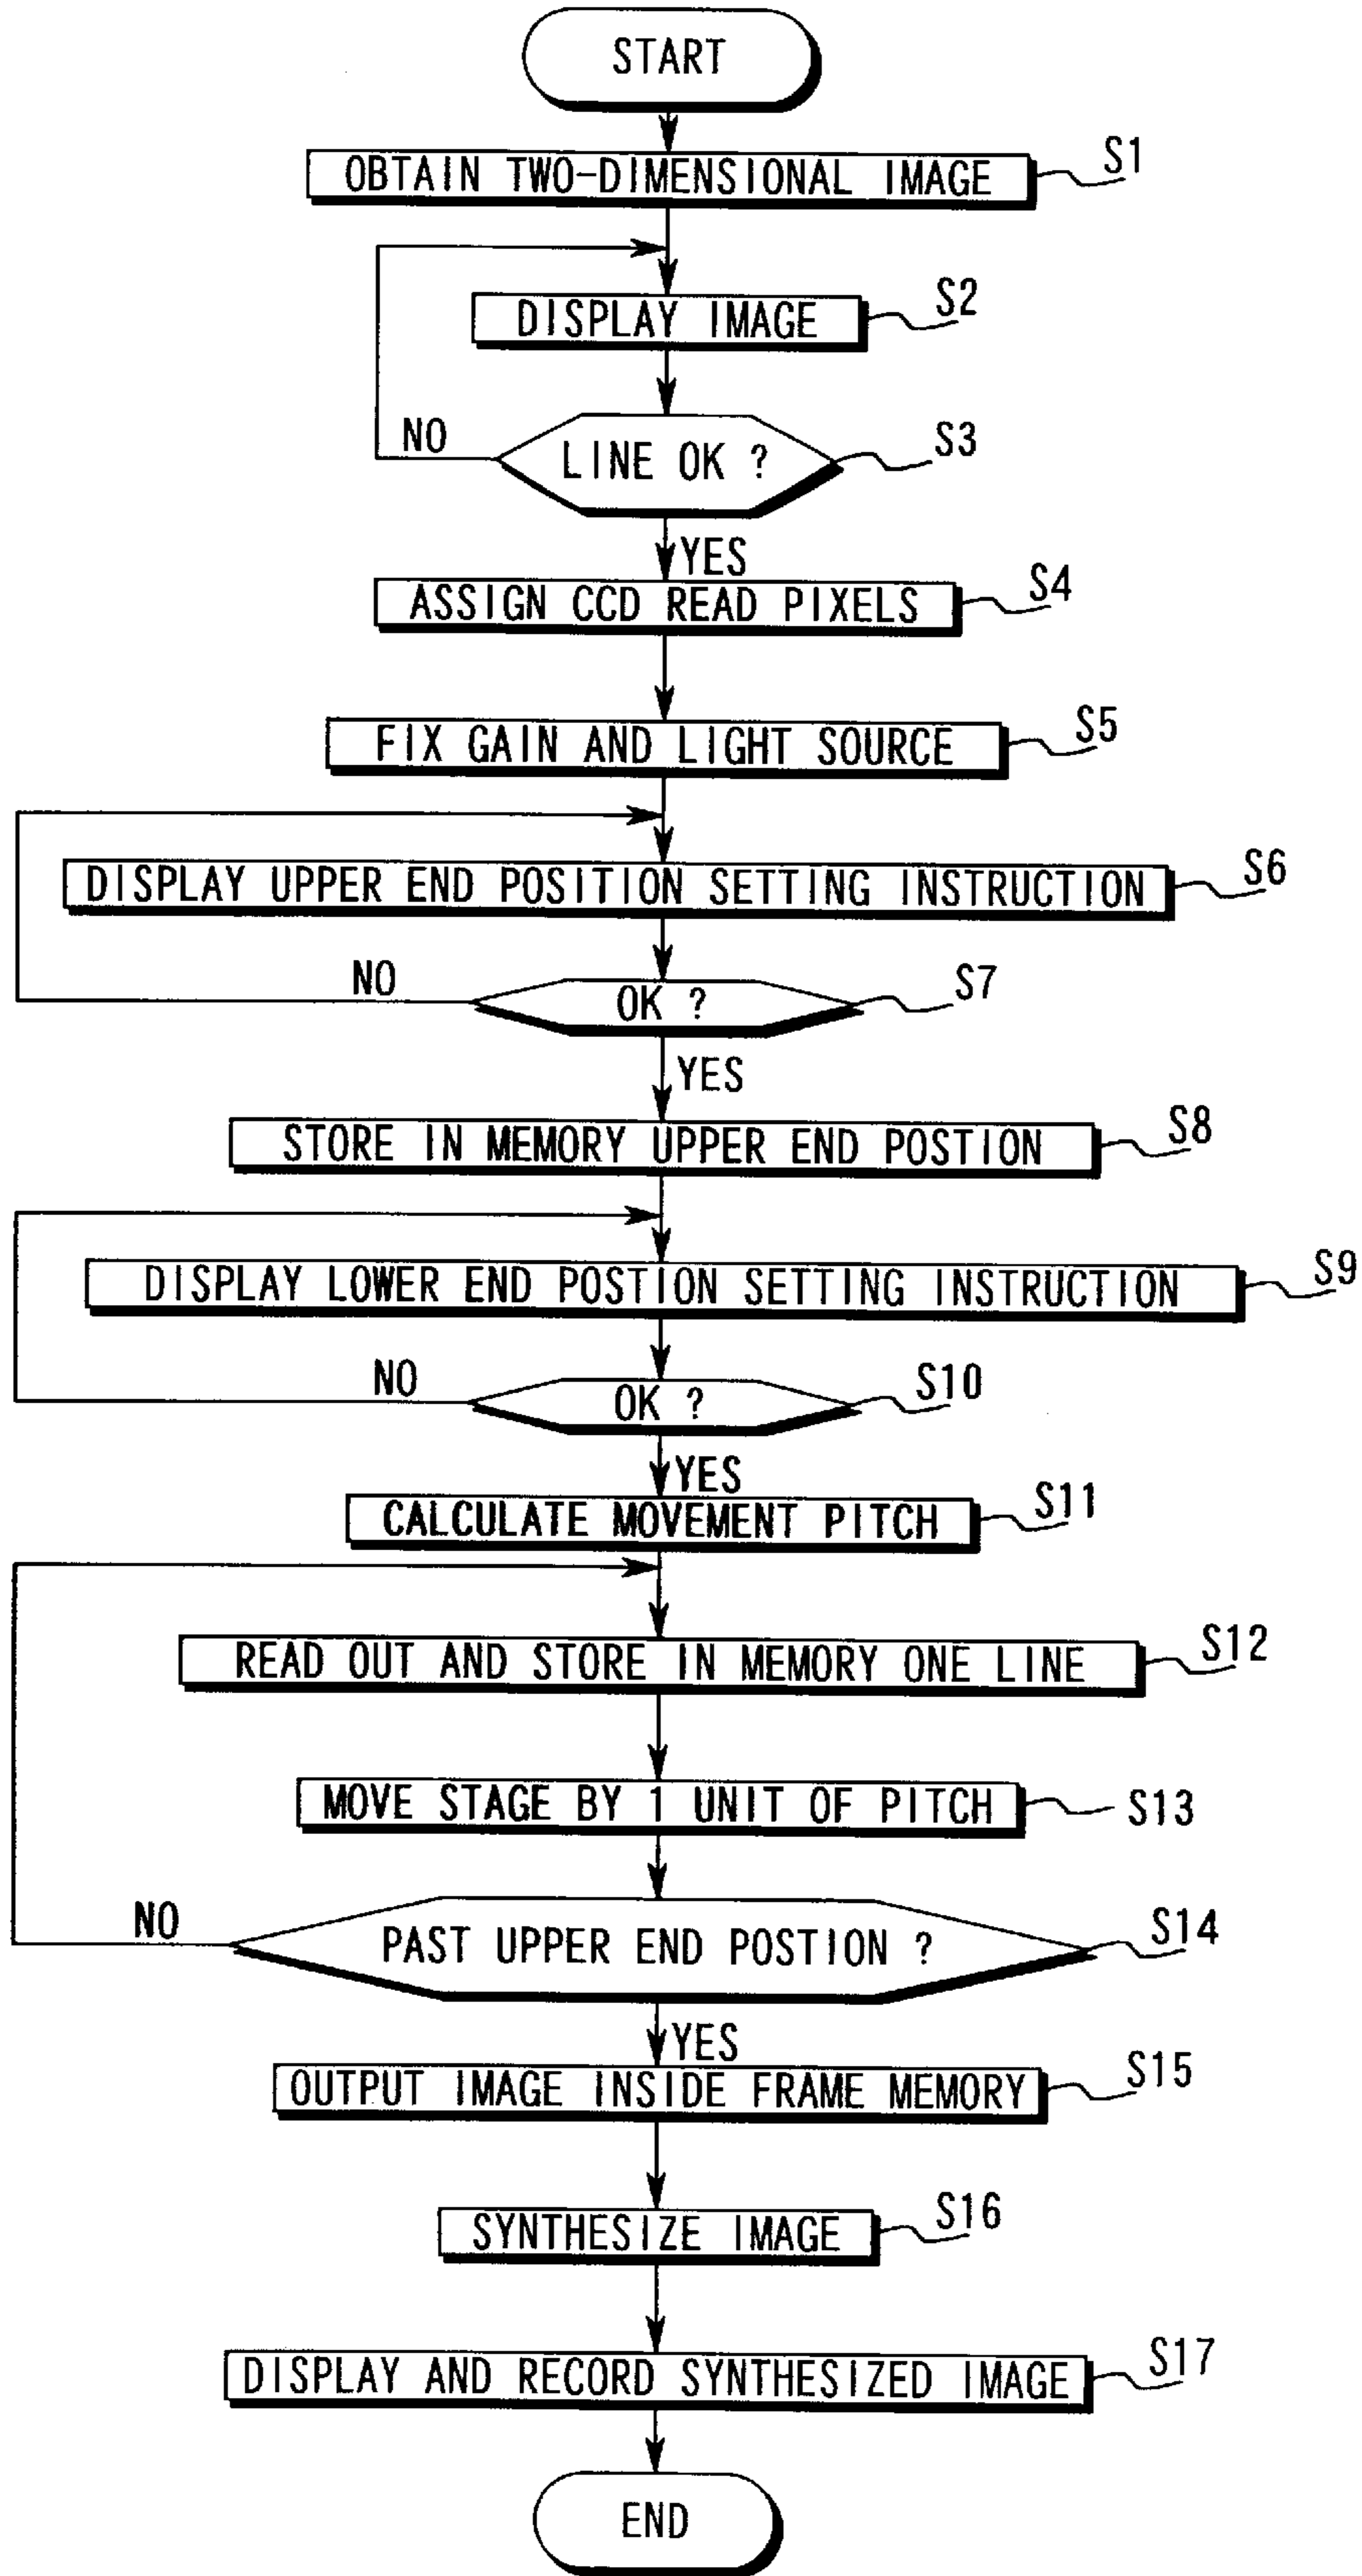 START
OBTAIN TWO-DIMENSIONAL IMAGE
S1
DISPLAY IMAGE
S2
NO
LINE OK ?
S3
YES
ASSIGN CCD READ PIXELS
S4
FIX GAIN AND LIGHT SOURCE
S5
DISPLAY UPPER END POSITION SETTING INSTRUCTION
S6
NO
OK ?
S7
YES
STORE IN MEMORY UPPER END POSTION
S8
DISPLAY LOWER END POSTION SETTING INSTRUCTION
S9
NO
OK ?
S10
YES
CALCULATE MOVEMENT PITCH
S11
READ OUT AND STORE IN MEMORY ONE LINE
S12
MOVE STAGE BY 1 UNIT OF PITCH
S13
NO
PAST UPPER END POSTION ?
S14
YES
OUTPUT IMAGE INSIDE FRAME MEMORY
S15
SYNTHESIZE IMAGE
S16
DISPLAY AND RECORD SYNTHESIZED IMAGE
S17
END